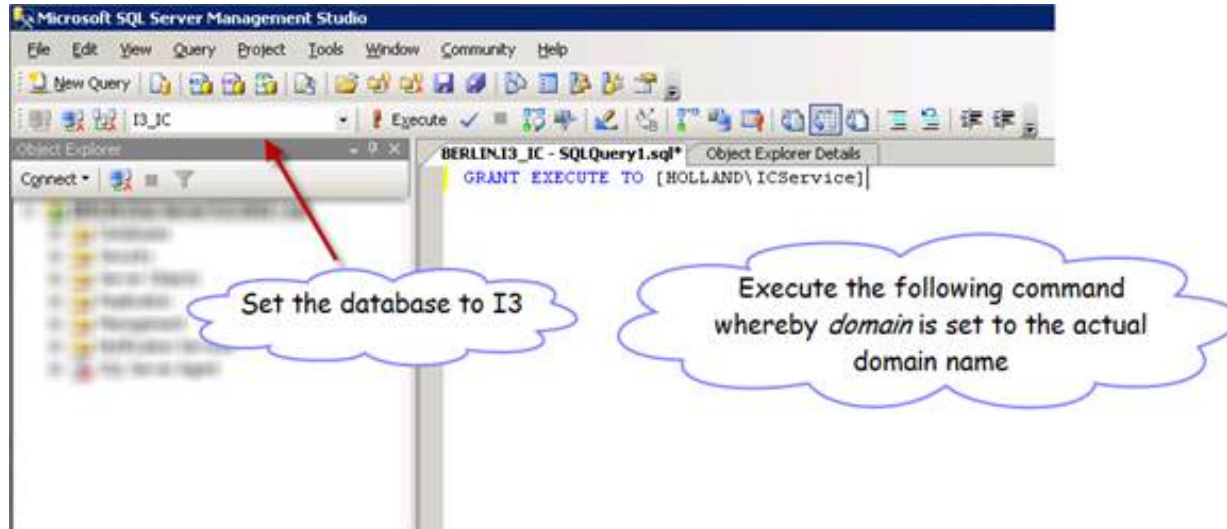 Microsoft SQL Server Management Studio
File Edit View Query Project Tools Window Community Help
New Query
I3_IC
Execute
Object Explorer
BERLIN.I3_IC - SQLQuery1.sql* Object Explorer Details
Connect
GRANT EXECUTE TO [HOLLAND\ICService]
Set the database to I3
Execute the following command
whereby domain is set to the actual
domain name